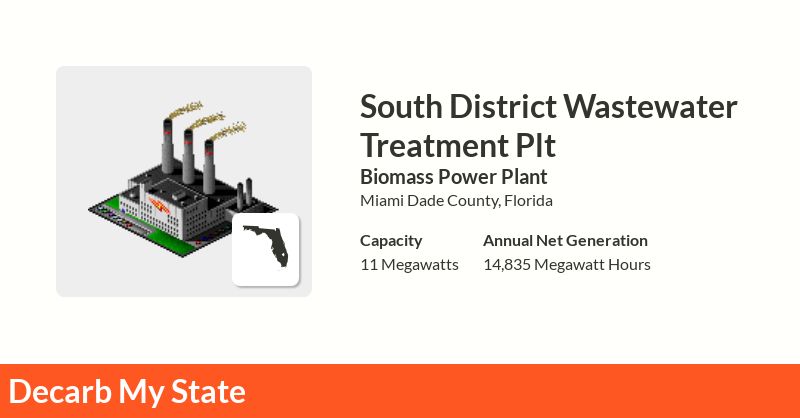 South District Wastewater
Treatment Plt
Biomass Power Plant
Miami Dade County, Florida
Capacity
Annual Net Generation
11 Megawatts
14,835 Megawatt Hours
Decarb My State